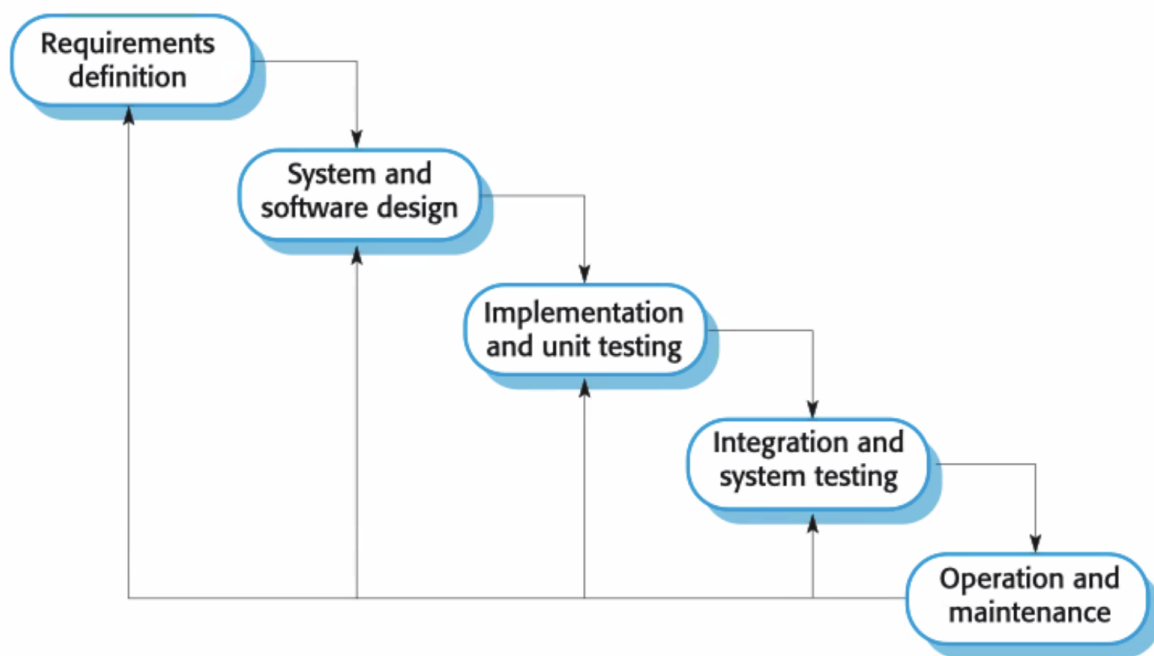 Requirements
definition
System and
software design
Implementation
and unit testing
Integration and
system testing
Operation and
maintenance